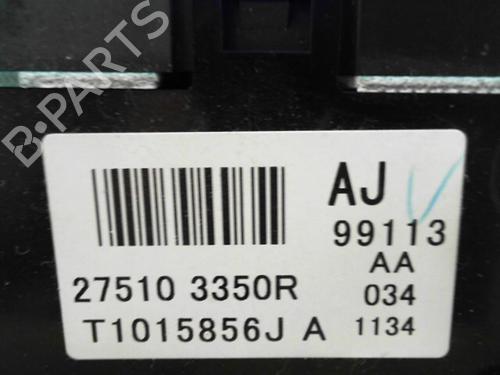 B-PARTS
AJ
99113
AA
27510 3350R
034
T1015856J A
1134